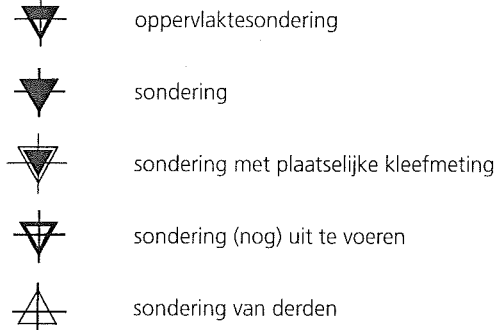 oppervlaktesondering
sondering
sondering met plaatselijke kleefmeting
sondering (nog) uit te voeren
sondering van derden